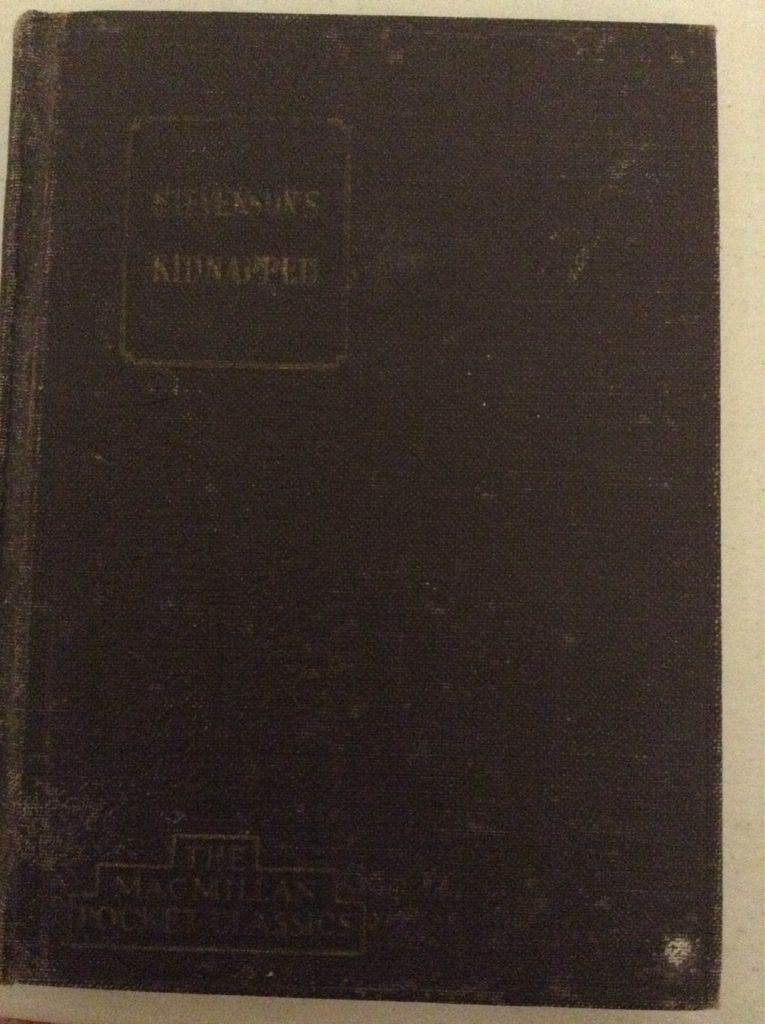 STEVENSON'S
KIDNAPPED
THE
MACMILLAN
POCKET CLASSICS